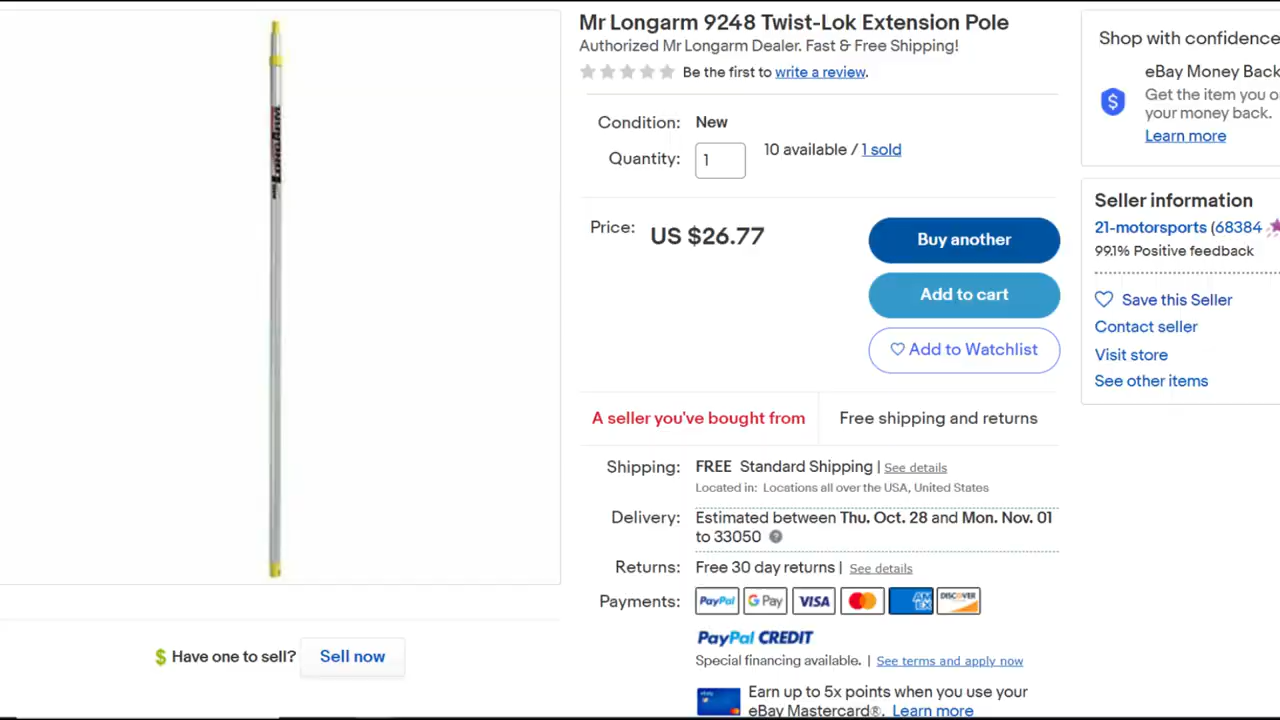 LONGARM
Have one to sell?
Sell now
Mr Longarm 9248 Twist-Lok Extension Pole
Authorized Mr Longarm Dealer. Fast & Free Shipping!
Be the first to write a review.
Condition: New
Quantity: 1 10 available / 1 sold
Price: US $26.77
Buy another
Add to cart
Add to Watchlist
A seller you've bought from
Free shipping and returns
Shipping: FREE Standard Shipping | See details
Located in: Locations all over the USA, United States
Delivery: Estimated between Thu. Oct. 28 and Mon. Nov. 01
to 33050
Returns: Free 30 day returns | See details
Payments: PayPal G Pay VISA AMEX DISCOVER
PayPal CREDIT
Special financing available. | See terms and apply now
Earn up to 5x points when you use your
eBay Mastercard®. Learn more
Shop with confidence
eBay Money Back
Get the item you o
your money back.
Learn more
Seller information
21-motorsports (68384
99.1% Positive feedback
Save this Seller
Contact seller
Visit store
See other items